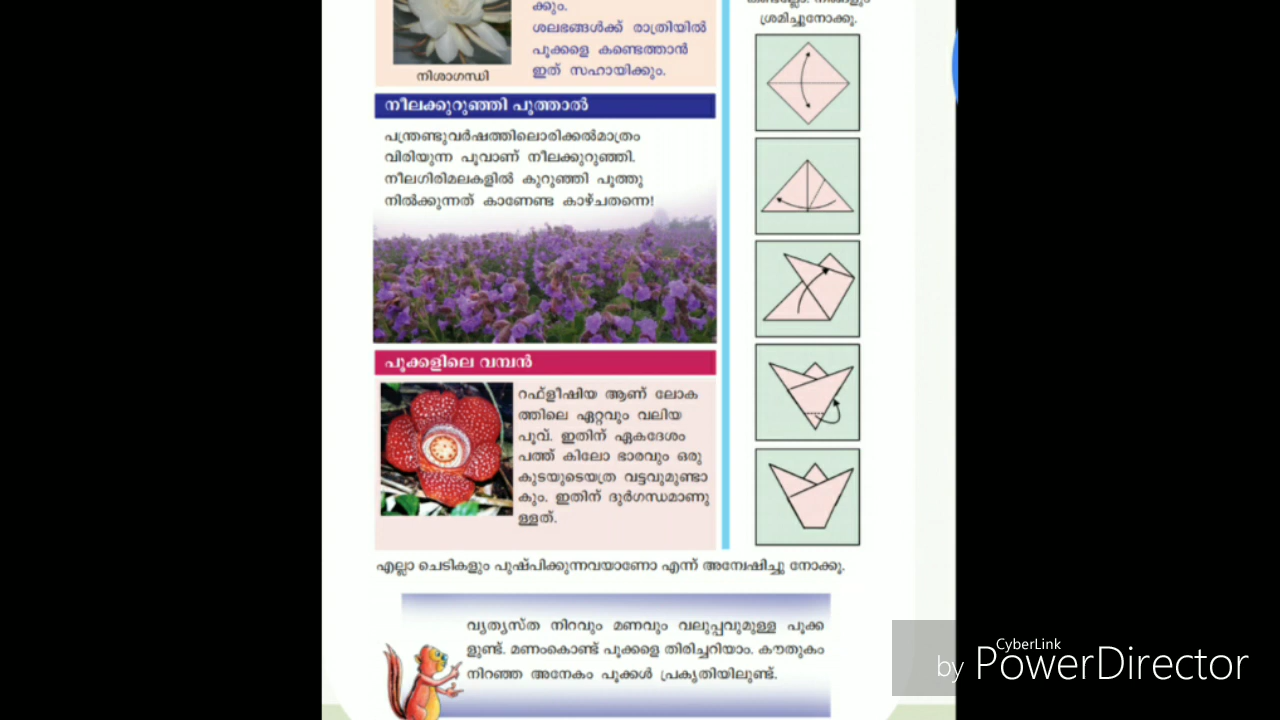 ക്കും.
ശലഭങ്ങൾക്ക് രാത്രിയിൽ
പൂക്കളെ കണ്ടെത്താൻ
ഇത് സഹായിക്കും.
നിശാഗന്ധി
നീലക്കുറുഞ്ഞി പൂത്താൽ
പന്ത്രണ്ടുവർഷത്തിലൊരിക്കൽമാത്രം
വിരിയുന്ന പൂവാണ് നീലക്കുറുഞ്ഞി.
നീലഗിരിമലകളിൽ കുറുഞ്ഞി പൂത്തു
നിൽക്കുന്നത് കാണേണ്ട കാഴ്ചതന്നെ!
പൂക്കളിലെ വമ്പൻ
റഫ്ളീഷിയ ആണ് ലോക
ത്തിലെ ഏറ്റവും വലിയ
പൂവ്. ഇതിന് ഏകദേശം
പത്ത് കിലോ ഭാരവും ഒരു
കുടയുടെയത്ര വട്ടവുമുണ്ടാ
കും. ഇതിന് ദുർഗന്ധമാണു
ള്ളത്.
ശ്രമിച്ചുനോക്കൂ.
എല്ലാ ചെടികളും പുഷ്പിക്കുന്നവയാണോ എന്ന് അന്വേഷിച്ചു നോക്കൂ.
വ്യത്യസ്ത നിറവും മണവും വലുപ്പവുമുള്ള പൂക്ക
ളുണ്ട്. മണംകൊണ്ട് പൂക്കളെ തിരിച്ചറിയാം. കൗതുകം
നിറഞ്ഞ അനേകം പൂക്കൾ പ്രകൃതിയിലുണ്ട്.
CyberLink
by PowerDirector